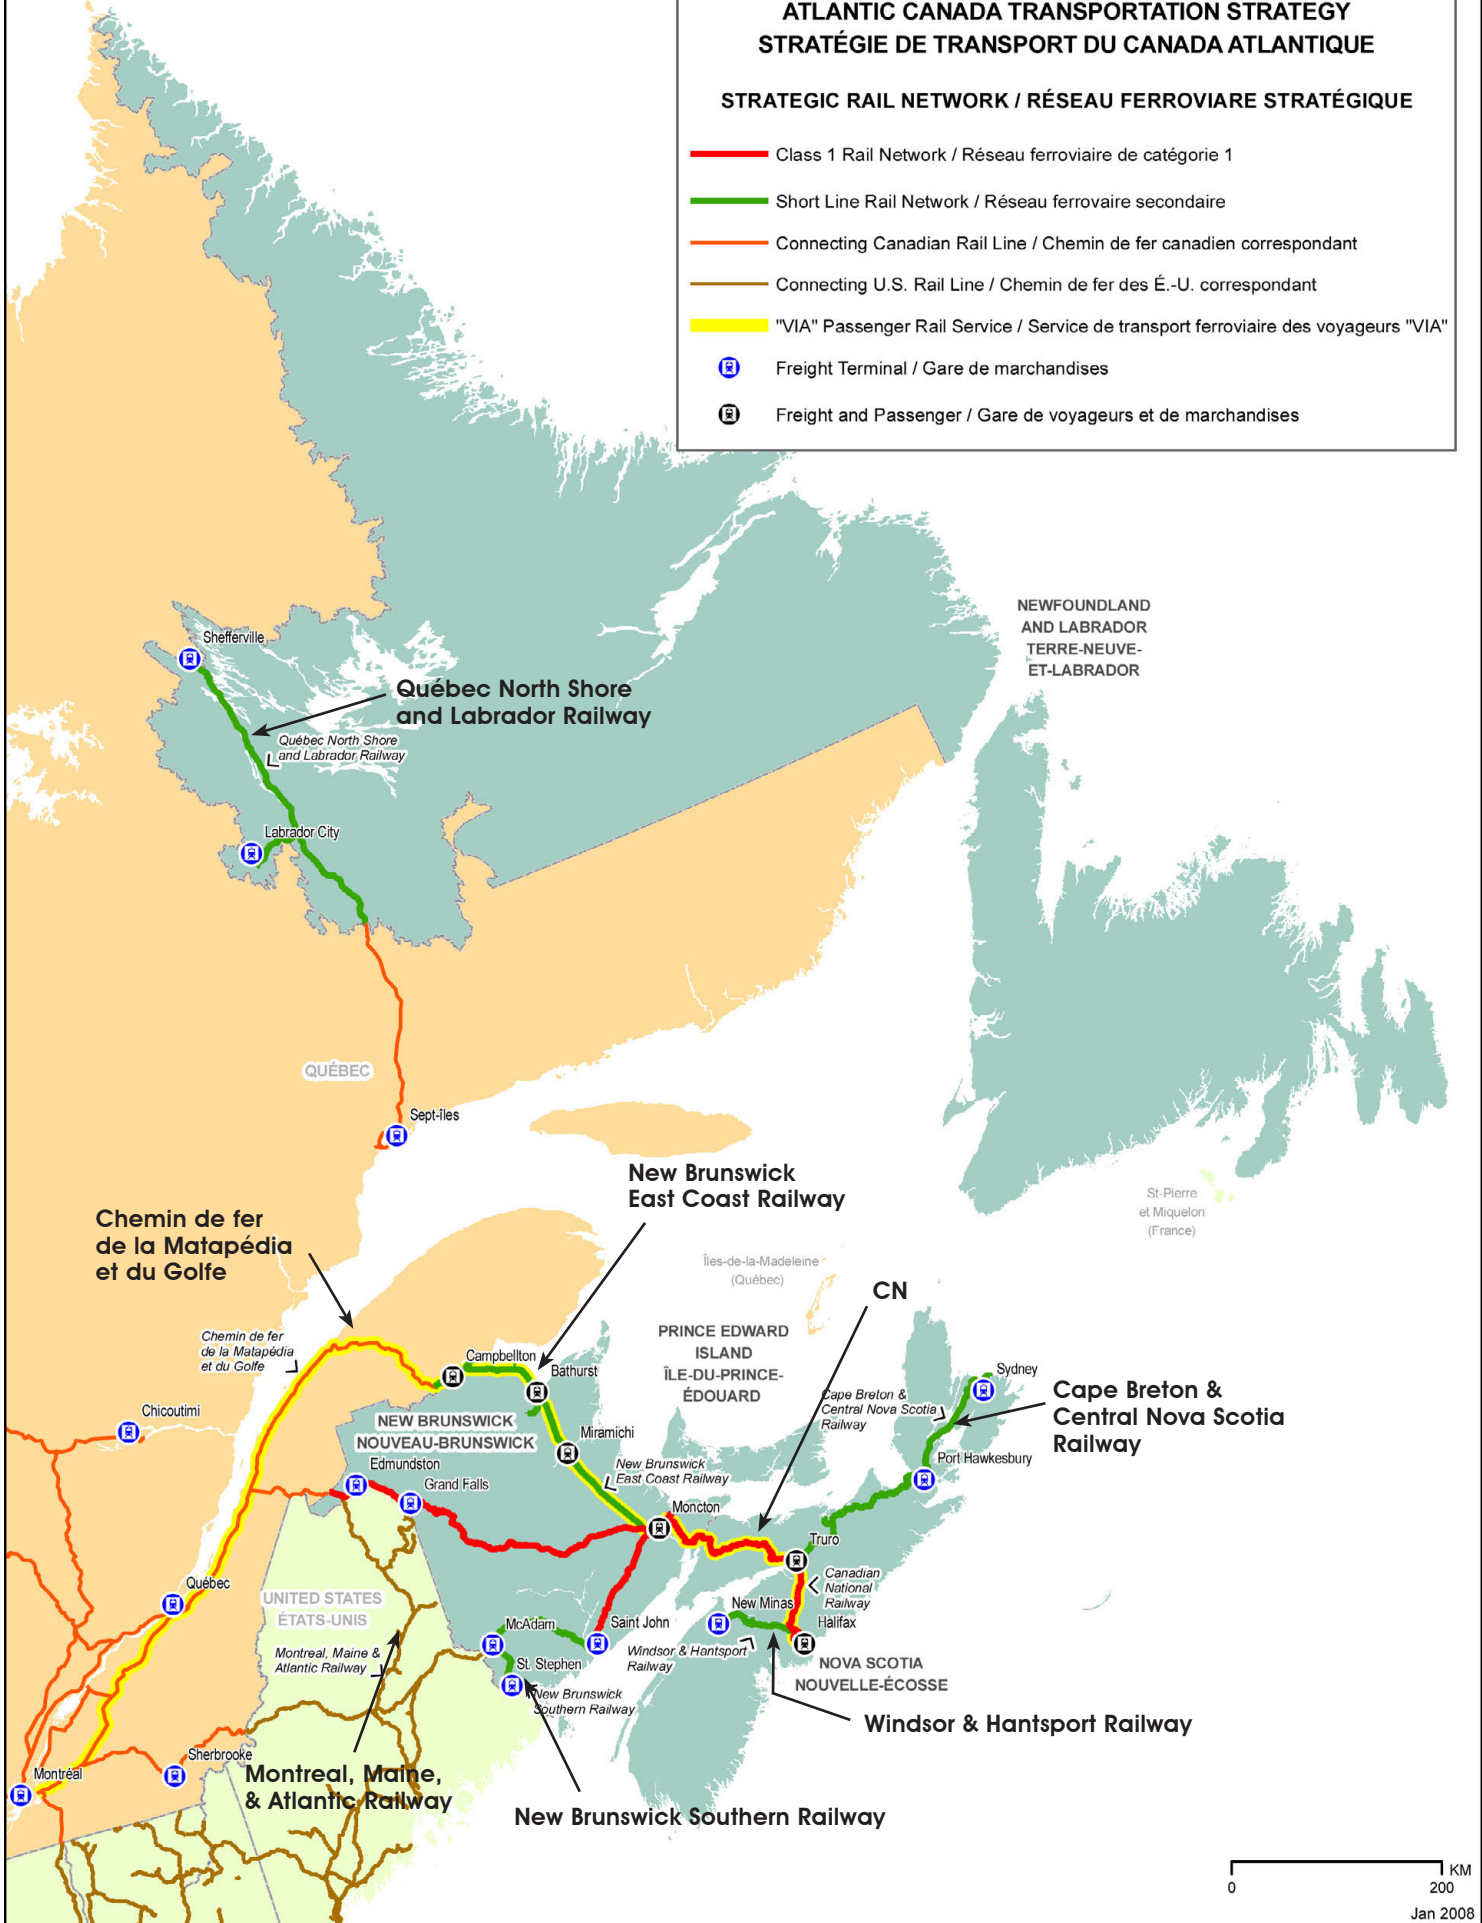 ATLANTIC CANADA TRANSPORTATION STRATEGY
STRATÉGIE DE TRANSPORT DU CANADA ATLANTIQUE
STRATEGIC RAIL NETWORK / RÉSEAU FERROVIARE STRATÉGIQUE
Class 1 Rail Network / Réseau ferroviaire de catégorie 1
Short Line Rail Network / Réseau ferrovaire secondaire
Connecting Canadian Rail Line / Chemin de fer canadien correspondant
Connecting U.S. Rail Line / Chemin de fer des É.-U. correspondant
"VIA" Passenger Rail Service / Service de transport ferroviaire des voyageurs "VIA"
Freight Terminal / Gare de marchandises
Freight and Passenger / Gare de voyageurs et de marchandises
NEWFOUNDLAND
AND LABRADOR
TERRE-NEUVE-
ET-LABRADOR
Shefferville
Québec North Shore
and Labrador Railway
Québec North Shore
and Labrador Railway
Labrador City
QUÉBEC
Sept-îles
New Brunswick
East Coast Railway
St-Pierre
et Miquelon
(France)
Chemin de fer
de la Matapédia
et du Golfe
Îles-de-la-Madeleine
(Québec)
CN
PRINCE EDWARD
ISLAND
ÎLE-DU-PRINCE-
ÉDOUARD
Chemin de fer
de la Matapédia
et du Golfe
Campbellton
Bathurst
Sydney
Cape Breton &
Central Nova Scotia
Railway
Cape Breton &
Central Nova Scotia
Railway
Chicoutimi
NEW BRUNSWICK
NOUVEAU-BRUNSWICK
Miramichi
Port Hawkesbury
Edmundston
Grand Falls
New Brunswick
East Coast Railway
Moncton
Truro
Canadian
National
Railway
Québec
UNITED STATES
ÉTATS-UNIS
New Minas
McAdam
Saint John
Halifax
Montreal, Maine &
Atlantic Railway
St. Stephen
Windsor & Hantsport
Railway
NOVA SCOTIA
NOUVELLE-ÉCOSSE
New Brunswick
Southern Railway
Windsor & Hantsport Railway
Sherbrooke
Montréal
Montreal, Maine,
& Atlantic Railway
New Brunswick Southern Railway
KM
0 200
Jan 2008